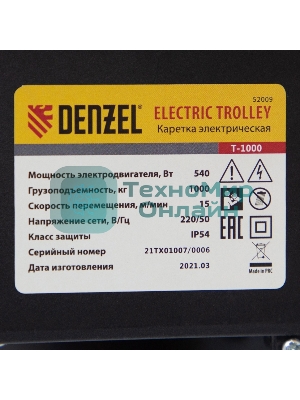 52009
DENZEL
ELECTRIC TROLLEY
Каретка электрическая
T-1000
Мощность электродвигателя, Вт 540
Грузоподъемность, кг 1000
Скорость перемещения, м/мин 15
Напряжение сети, В/Гц 220/50
Класс защиты IP54
Серийный номер 21TX01007/0006
Дата изготовления 2021.03
EAC
Made in PRC
ТехноМир
Онлайн